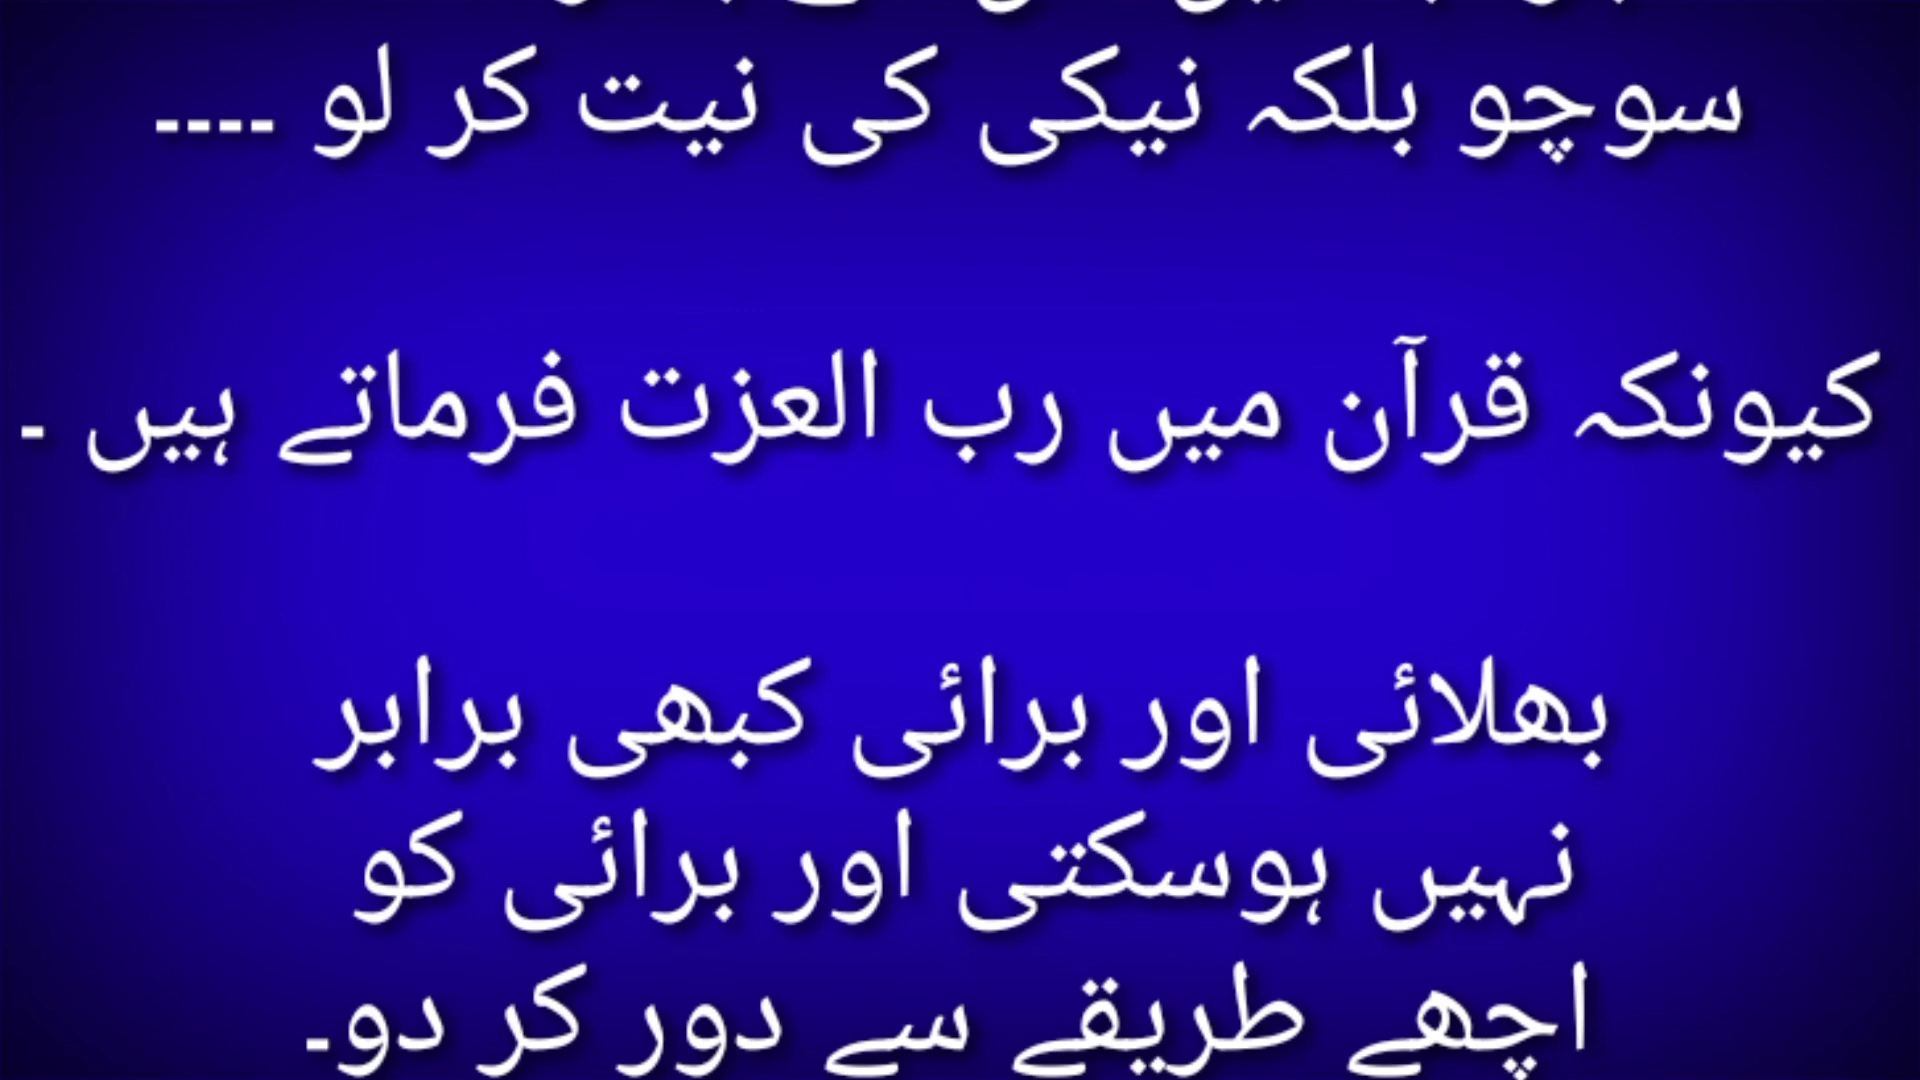 سوچو بلکہ نیکی کی نیت کر لو ۔۔۔۔
کیونکہ قرآن میں رب العزت فرماتے ہیں ۔
بھلائی اور برائی کبھی برابر
نہیں ہوسکتی اور برائی کو
اچھے طریقے سے دور کر دو۔